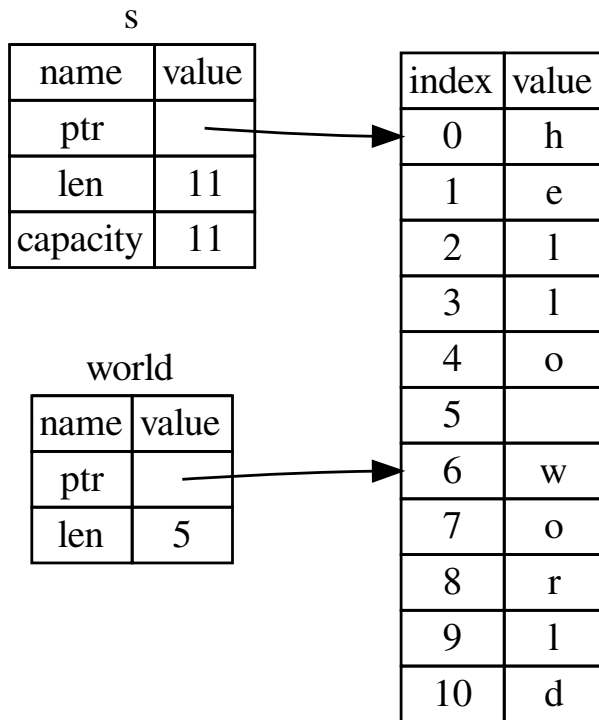 s
name value
ptr
len 11
capacity 11
world
name value
ptr
len 5
index value
0 h
1 e
2 l
3 l
4 o
5
6 w
7 o
8 r
9 l
10 d